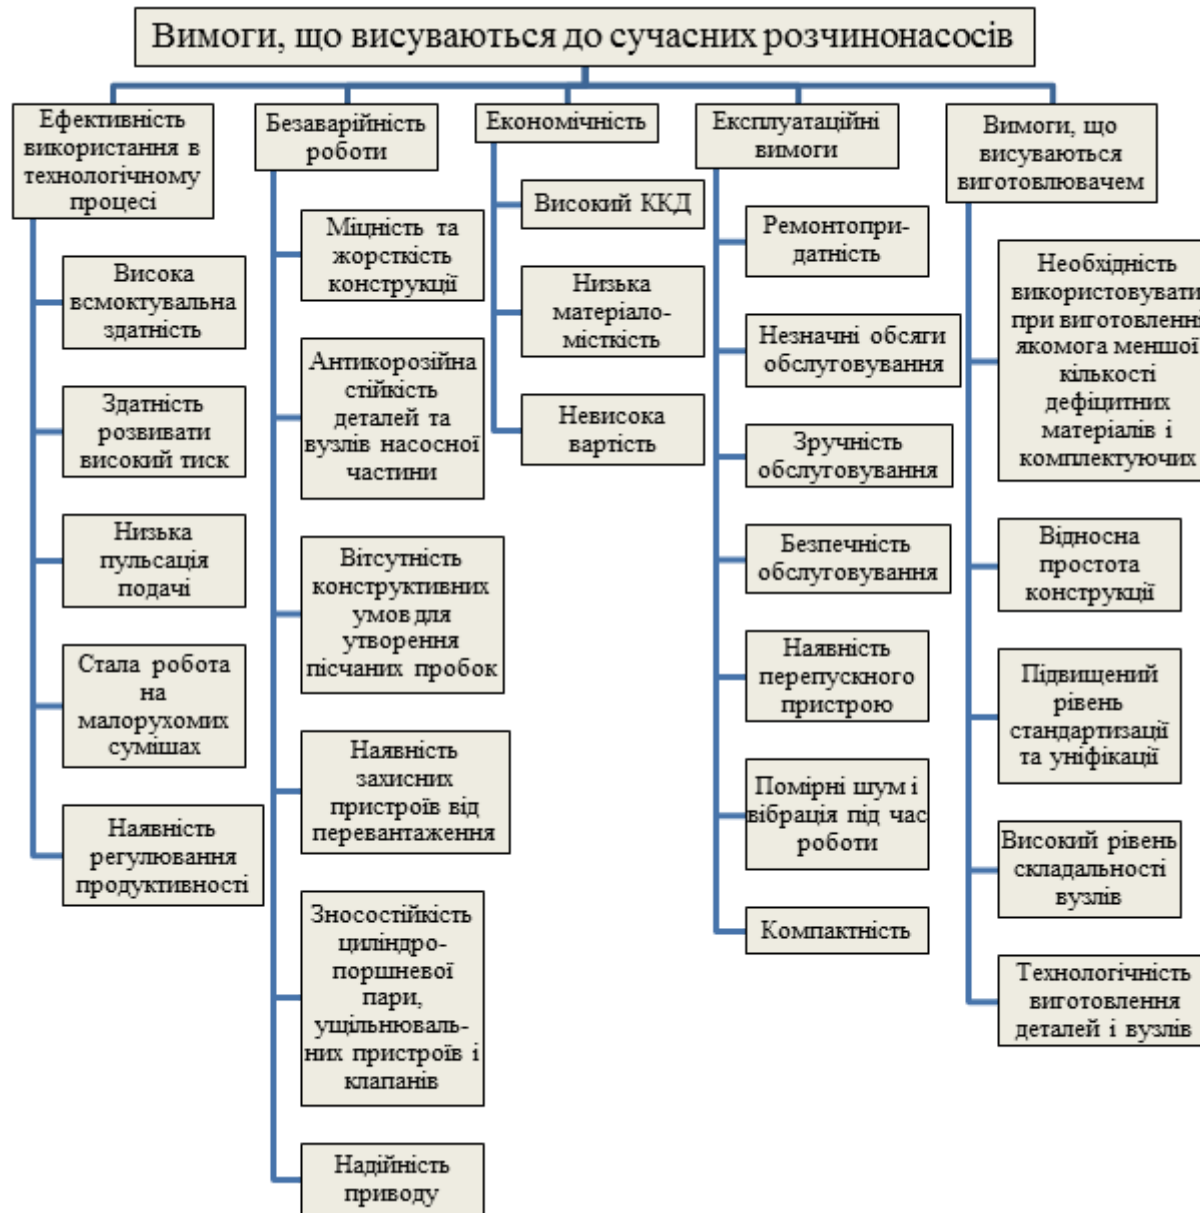 Вимоги, що висуваються до сучасних розчинонасосів
Ефективність
використання в
технологічному
процесі
Висока
всмоктувальна
здатність
Здатність
розвивати
високий тиск
Низька
пульсація
подачі
Стала робота
на
малорухомих
сумішах
Наявність
регулювання
продуктивності
Безаварійність
роботи
Міцність та
жорсткість
конструкції
Антикорозійна
стійкість
деталей та
вузлів насосної
частини
Вітсутність
конструктивних
умов для
утворення
пісчаних пробок
Наявність
захисних
пристроїв від
перевантаження
Зносостійкість
циліндро-
поршневої
пари,
ущільнюваль-
них пристроїв і
клапанів
Надійність
приводу
Економічність
Високий ККД
Низька
матеріало-
місткість
Невисока
вартість
Експлуатаційні
вимоги
Ремонтопри-
датність
Незначні обсяги
обслуговування
Зручність
обслуговування
Безпечність
обслуговування
Наявність
перепускного
пристрою
Помірні шум і
вібрація під час
роботи
Компактність
Вимоги, що
висуваються
виготовлювачем
Необхідність
використовувати
при виготовленні
якомога меншої
кількості
дефіцитних
матеріалів і
комплектуючих
Відносна
простота
конструкції
Підвищений
рівень
стандартизації
та уніфікації
Високий рівень
складальності
вузлів
Технологічність
виготовлення
деталей і вузлів